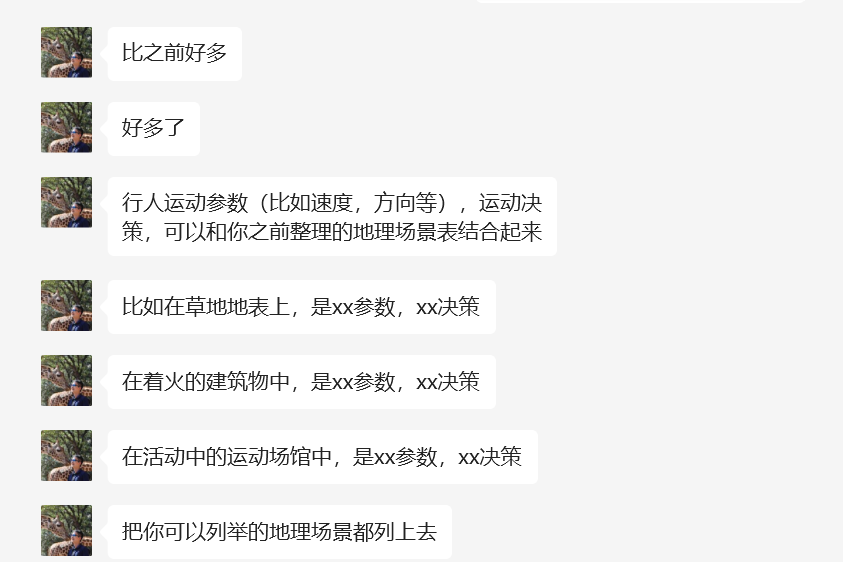 比之前好多
好多了
行人运动参数（比如速度，方向等），运动决
策，可以和你之前整理的地理场景表结合起来
比如在草地地表上，是xx参数，xx决策
在着火的建筑物中，是xx参数，xx决策
在活动中的运动场馆中，是xx参数，xx决策
把你可以列举的地理场景都列上去